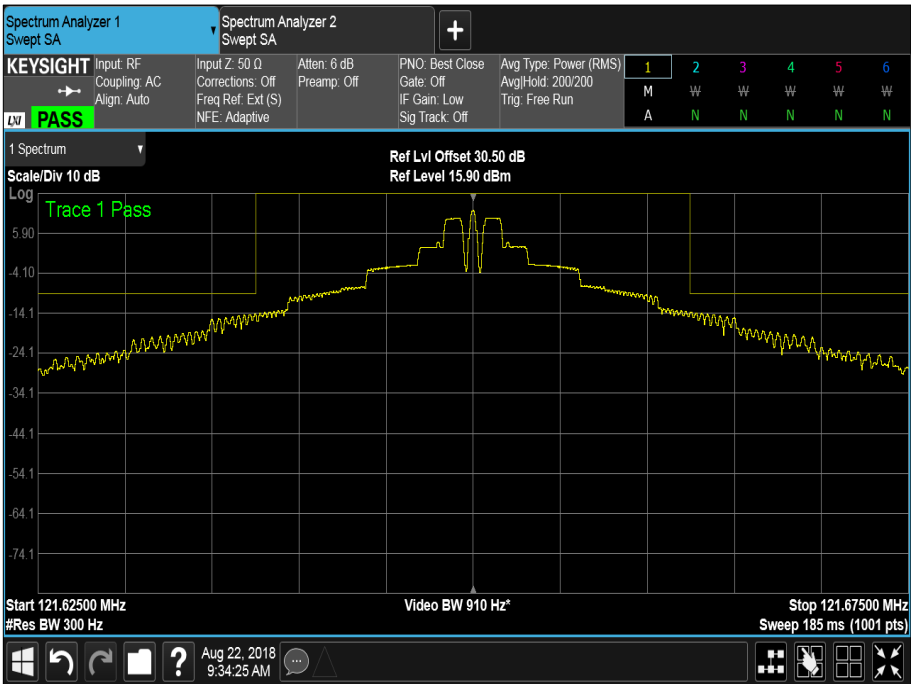 Spectrum Analyzer 1
Swept SA
Spectrum Analyzer 2
Swept SA
+
KEYSIGHT
LXI
PASS
Input: RF
Coupling: AC
Align: Auto
Input Z: 50 Ω
Corrections: Off
Freq Ref: Ext (S)
NFE: Adaptive
Atten: 6 dB
Preamp: Off
PNO: Best Close
Gate: Off
IF Gain: Low
Sig Track: Off
Avg Type: Power (RMS)
Avg|Hold: 200/200
Trig: Free Run
1 2 3 4 5 6
M W W W W W
A N N N N N
1 Spectrum
Scale/Div 10 dB
Ref Lvl Offset 30.50 dB
Ref Level 15.90 dBm
Log
Trace 1 Pass
5.90
-4.10
-14.1
-24.1
-34.1
-44.1
-54.1
-64.1
-74.1
Start 121.62500 MHz
#Res BW 300 Hz
Video BW 910 Hz*
Stop 121.67500 MHz
Sweep 185 ms (1001 pts)
?
Aug 22, 2018
9:34:25 AM